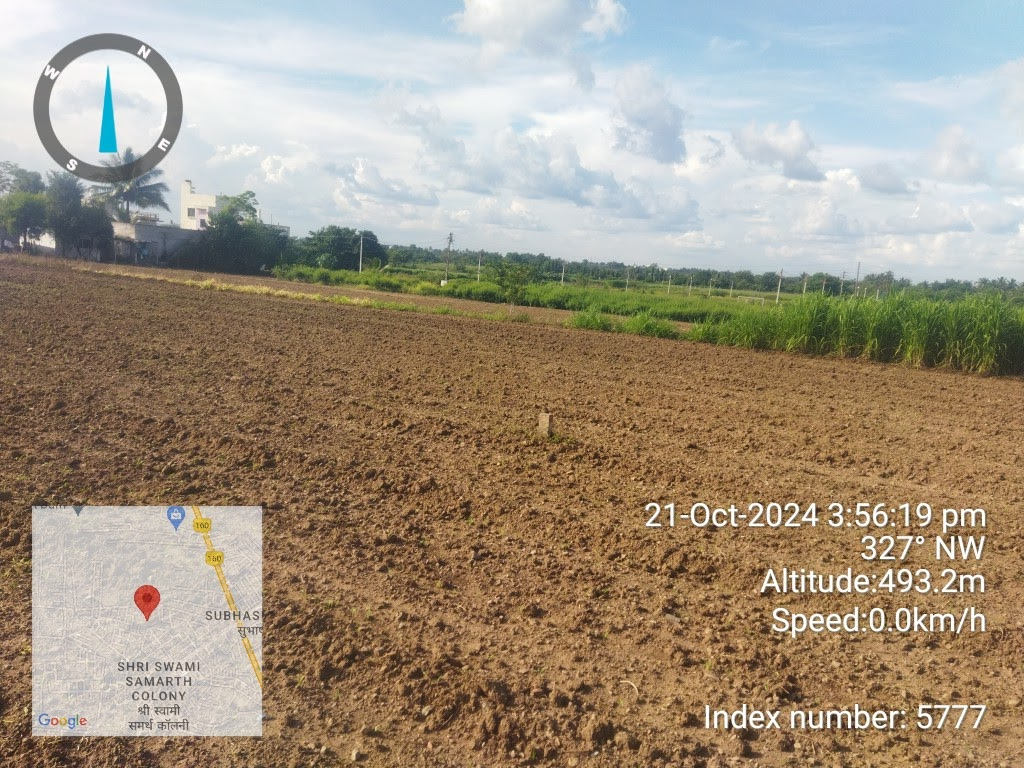 N
W
E
S
160
160
SUBHAS
सुभाष
SHRI SWAMI
SAMARTH
COLONY
श्री स्वामी
समर्थ कॉलनी
Google
21-Oct-2024 3:56:19 pm
327° NW
Altitude:493.2m
Speed:0.0km/h
Index number: 5777